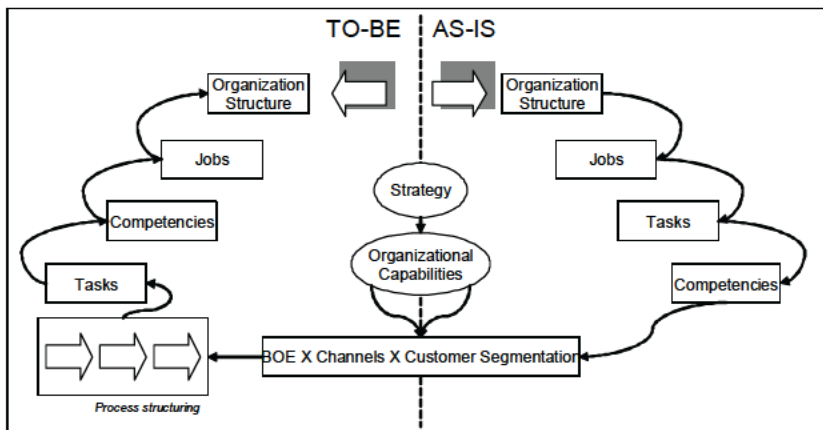 TO-BE
AS-IS
Organization
Structure
Organization
Structure
Jobs
Jobs
Strategy
Competencies
Tasks
Organizational
Capabilities
Tasks
Competencies
BOE X Channels X Customer Segmentation
Process structuring